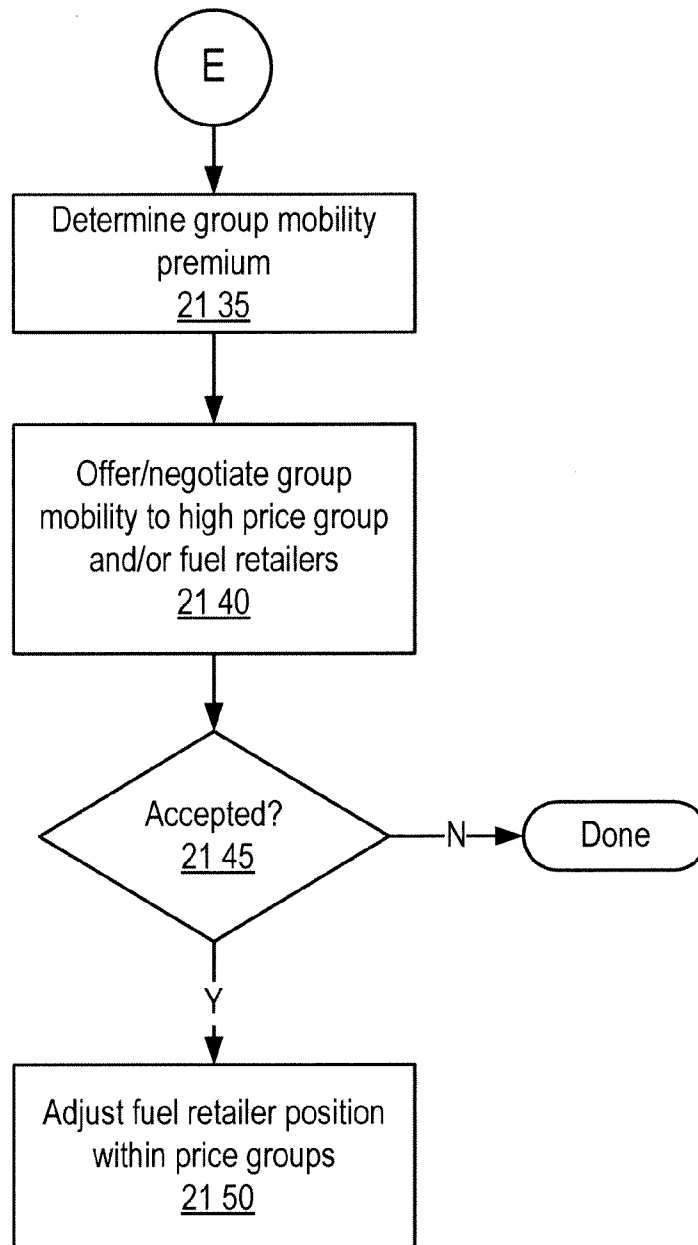 E
Determine group mobility
premium
21 35
Offer/negotiate group
mobility to high price group
and/or fuel retailers
21 40
Accepted?
21 45
N
Done
Y
Adjust fuel retailer position
within price groups
21 50